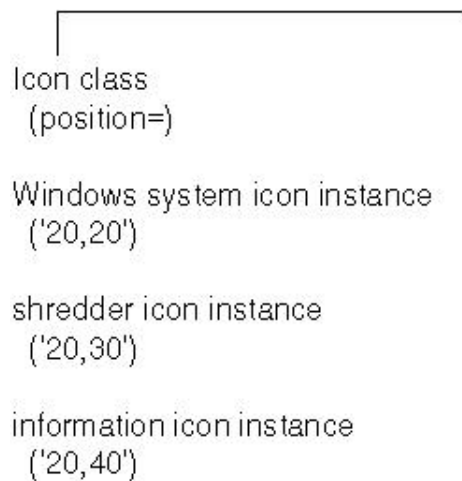 Icon class
(position=)
Windows system icon instance
('20,20')
shredder icon instance
('20,30')
information icon instance
('20,40')